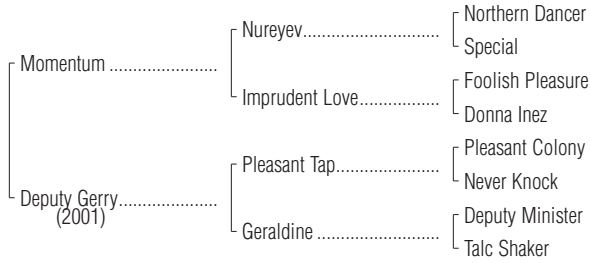 Northern Dancer
Nureyev
Special
Momentum
Foolish Pleasure
Imprudent Love
Donna Inez
Pleasant Colony
Pleasant Tap
Never Knock
Deputy Gerry
(2001)
Deputy Minister
Geraldine
Talc Shaker